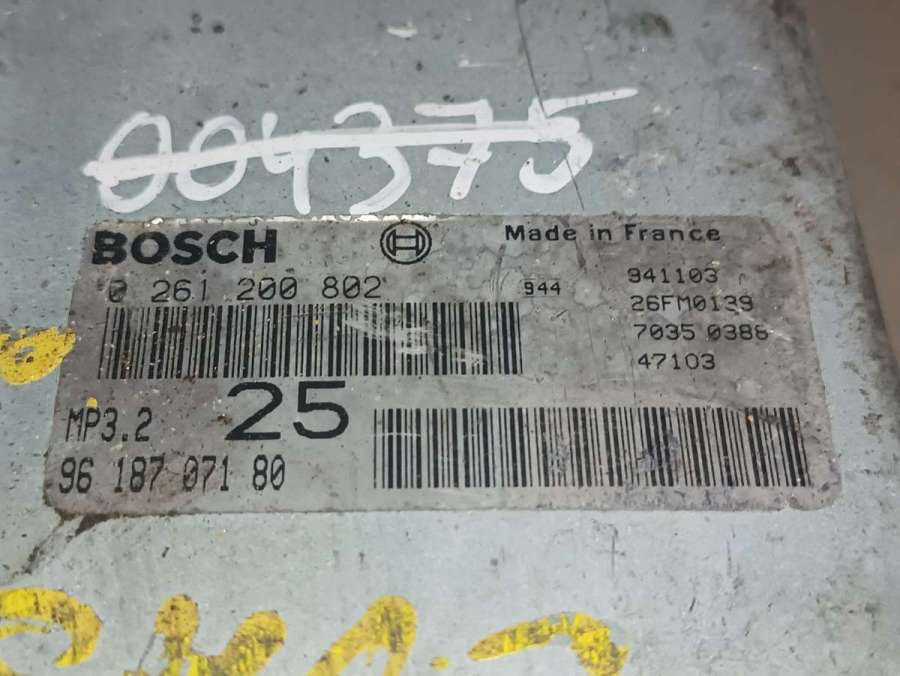 004375
BOSCH
Made in France
0 261 200 802
944
941103
26FM0139
7035 0388
47103
MP3.2
25
96 187 071 80